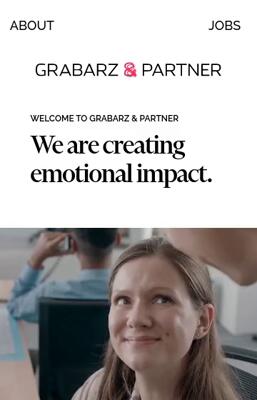 ABOUT JOBS
GRABARZ & PARTNER
WELCOME TO GRABARZ & PARTNER
We are creating
emotional impact.